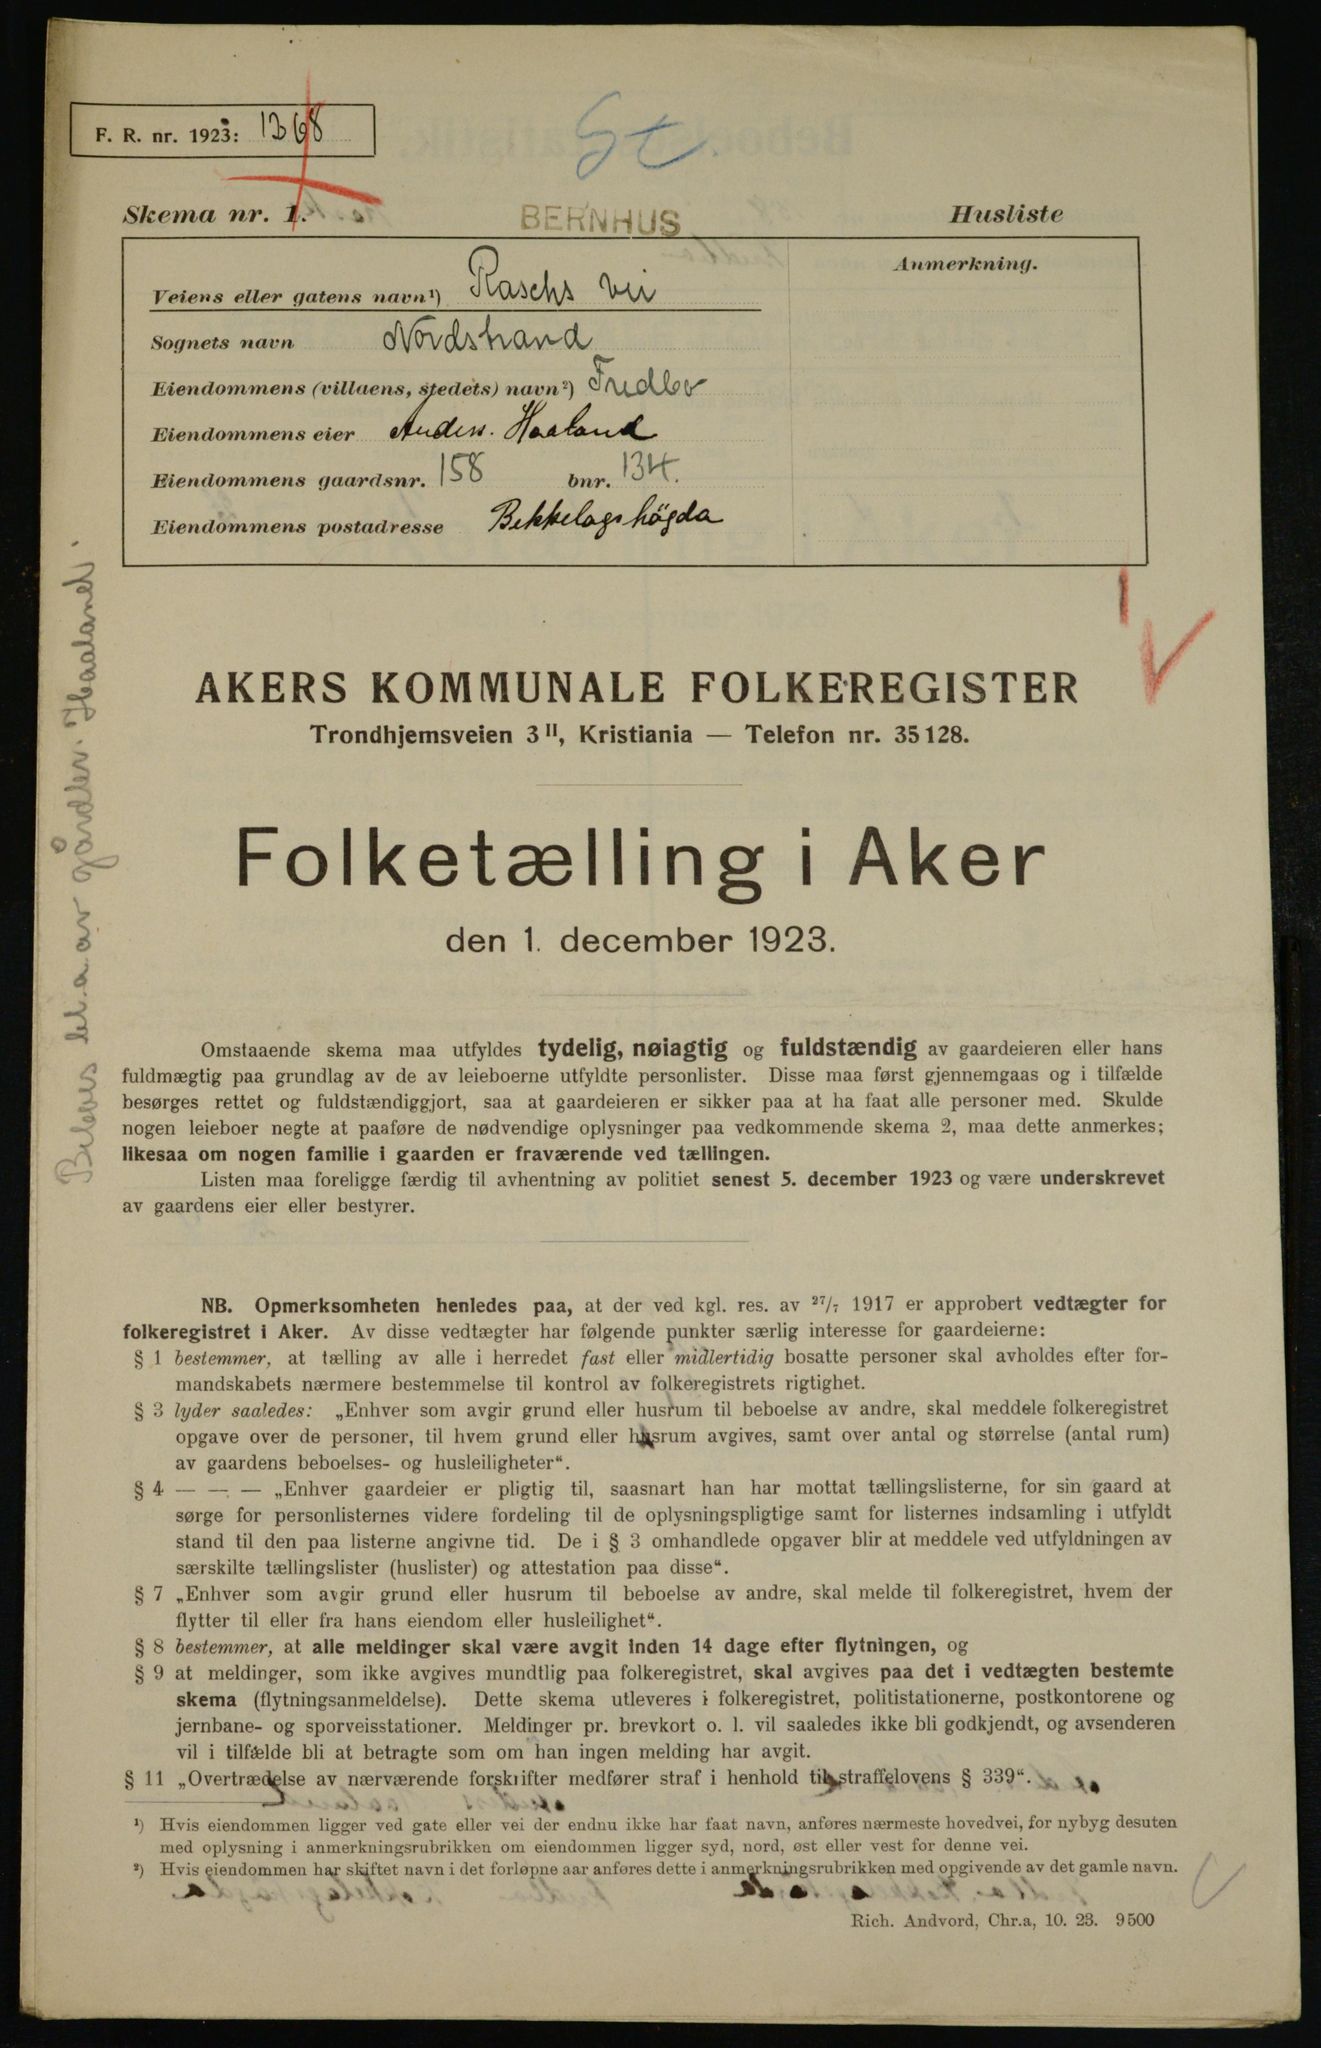 F. R. nr. 1923: 1368
St
Skema nr. 1.
BERNHUS
Husliste
Veiens eller gatens navn¹) Raschs vei
Anmerkning.
Sognets navn Nordstrand
Eiendommens (villaens, stedets) navn²) Fredbo
Eiendommens eier Anders. Haaland
Eiendommens gaardsnr. 158 bnr. 134.
Eiendommens postadresse Bekkelagshögda
Beboes bl. a. av gårdbr. Haaland.
AKERS KOMMUNALE FOLKEREGISTER
Trondhjemsveien 3 II, Kristiania — Telefon nr. 35128.
Folketælling i Aker
den 1. december 1923.
Omstaaende skema maa utfyldes tydelig, nøiagtig og fuldstændig av gaardeieren eller hans
fuldmægtig paa grundlag av de av leieboerne utfyldte personlister. Disse maa først gjennemgaas og i tilfælde
besørges rettet og fuldstændiggjort, saa at gaardeieren er sikker paa at ha faat alle personer med. Skulde
nogen leieboer negte at paaføre de nødvendige oplysninger paa vedkommende skema 2, maa dette anmerkes;
likesaa om nogen familie i gaarden er fraværende ved tællingen.
Listen maa foreligge færdig til avhentning av politiet senest 5. december 1923 og være underskrevet
av gaardens eier eller bestyrer.
NB. Opmerksomheten henledes paa, at der ved kgl. res. av 27/7 1917 er approbert vedtægter for
folkeregistret i Aker. Av disse vedtægter har følgende punkter særlig interesse for gaardeierne:
§ 1 bestemmer, at tælling av alle i herredet fast eller midlertidig bosatte personer skal avholdes efter for-
mandskabets nærmere bestemmelse til kontrol av folkeregistrets rigtighet.
§ 3 lyder saaledes: „Enhver som avgir grund eller husrum til beboelse av andre, skal meddele folkeregistret
opgave over de personer, til hvem grund eller husrum avgives, samt over antal og størrelse (antal rum)
av gaardens beboelses- og husleiligheter“.
§ 4 — — — „Enhver gaardeier er pligtig til, saasnart han har mottat tællingslisterne, for sin gaard at
sørge for personlisternes videre fordeling til de oplysningspligtige samt for listernes indsamling i utfyldt
stand til den paa listerne angivne tid. De i § 3 omhandlede opgaver blir at meddele ved utfyldningen av
særskilte tællingslister (huslister) og attestation paa disse“.
§ 7 „Enhver som avgir grund eller husrum til beboelse av andre, skal melde til folkeregistret, hvem der
flytter til eller fra hans eiendom eller husleilighet“.
§ 8 bestemmer, at alle meldinger skal være avgit inden 14 dage efter flytningen, og
§ 9 at meldinger, som ikke avgives mundtlig paa folkeregistret, skal avgives paa det i vedtægten bestemte
skema (flytningsanmeldelse). Dette skema utleveres i folkeregistret, politistationerne, postkontorene og
jernbane- og sporveisstationer. Meldinger pr. brevkort o. l. vil saaledes ikke bli godkjendt, og avsenderen
vil i tilfælde bli at betragte som om han ingen melding har avgit.
§ 11 „Overtrædelse av nærværende forskrifter medfører straf i henhold til straffelovens § 339“.
¹) Hvis eiendommen ligger ved gate eller vei der endnu ikke har faat navn, anføres nærmeste hovedvei, for nybyg desuten
med oplysning i anmerkningsrubrikken om eiendommen ligger syd, nord, øst eller vest for denne vei.
²) Hvis eiendommen har skiftet navn i det forløpne aar anføres dette i anmerkningsrubrikken med opgivende av det gamle navn.
Rich. Andvord, Chr.a, 10. 23. 9500